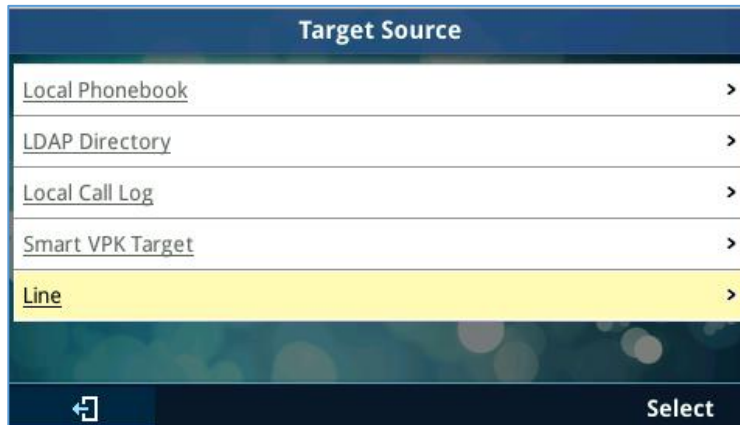 Target Source
Local Phonebook
LDAP Directory
Local Call Log
Smart VPK Target
Line
Select